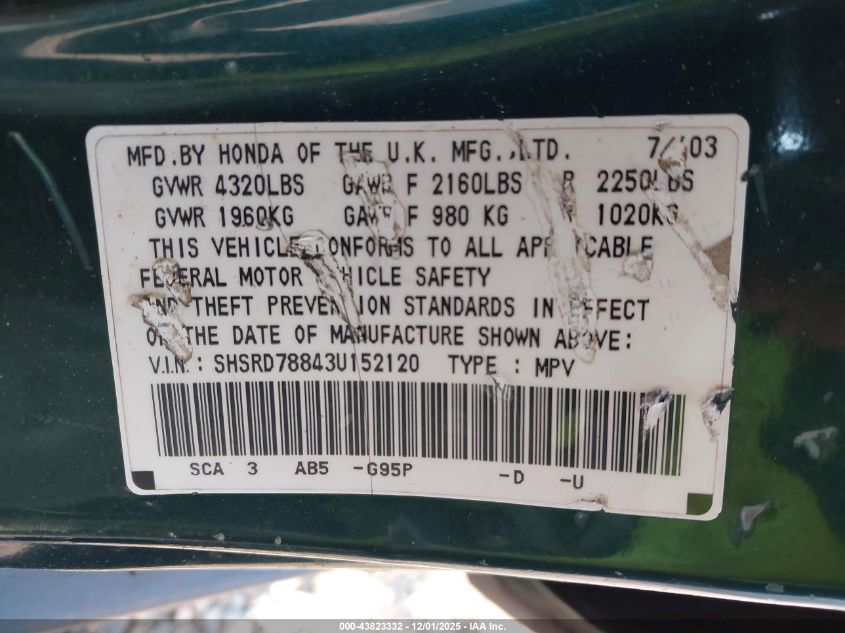 MFD.BY HONDA OF THE U.K. MFG.,LTD. 7/03
GVWR 4320LBS GAWR F 2160LBS R 2250LBS
GVWR 1960KG GAWR F 980 KG R 1020KG
THIS VEHICLE CONFORMS TO ALL APPLICABLE
FEDERAL MOTOR VEHICLE SAFETY
AND THEFT PREVENTION STANDARDS IN EFFECT
ON THE DATE OF MANUFACTURE SHOWN ABOVE:
V.I.N.: SHSRD78843U152120 TYPE : MPV
SCA 3 AB5 -G95P -D -U
000-43823332 - 12/01/2025 - IAA Inc.